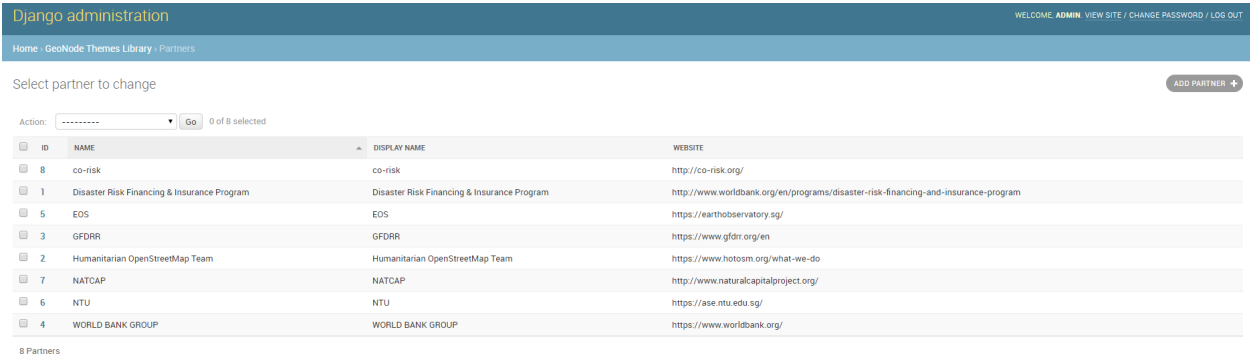 Django administration WELCOME, ADMIN. VIEW SITE / CHANGE PASSWORD / LOG OUT
Home › GeoNode Themes Library › Partners
Select partner to change ADD PARTNER +
Action: --------- Go 0 of 8 selected
ID NAME DISPLAY NAME WEBSITE
8 co-risk co-risk http://co-risk.org/
1 Disaster Risk Financing & Insurance Program Disaster Risk Financing & Insurance Program http://www.worldbank.org/en/programs/disaster-risk-financing-and-insurance-program
5 EOS EOS https://earthobservatory.sg/
3 GFDRR GFDRR https://www.gfdrr.org/en
2 Humanitarian OpenStreetMap Team Humanitarian OpenStreetMap Team https://www.hotosm.org/what-we-do
7 NATCAP NATCAP http://www.naturalcapitalproject.org/
6 NTU NTU https://ase.ntu.edu.sg/
4 WORLD BANK GROUP WORLD BANK GROUP https://www.worldbank.org/
8 Partners